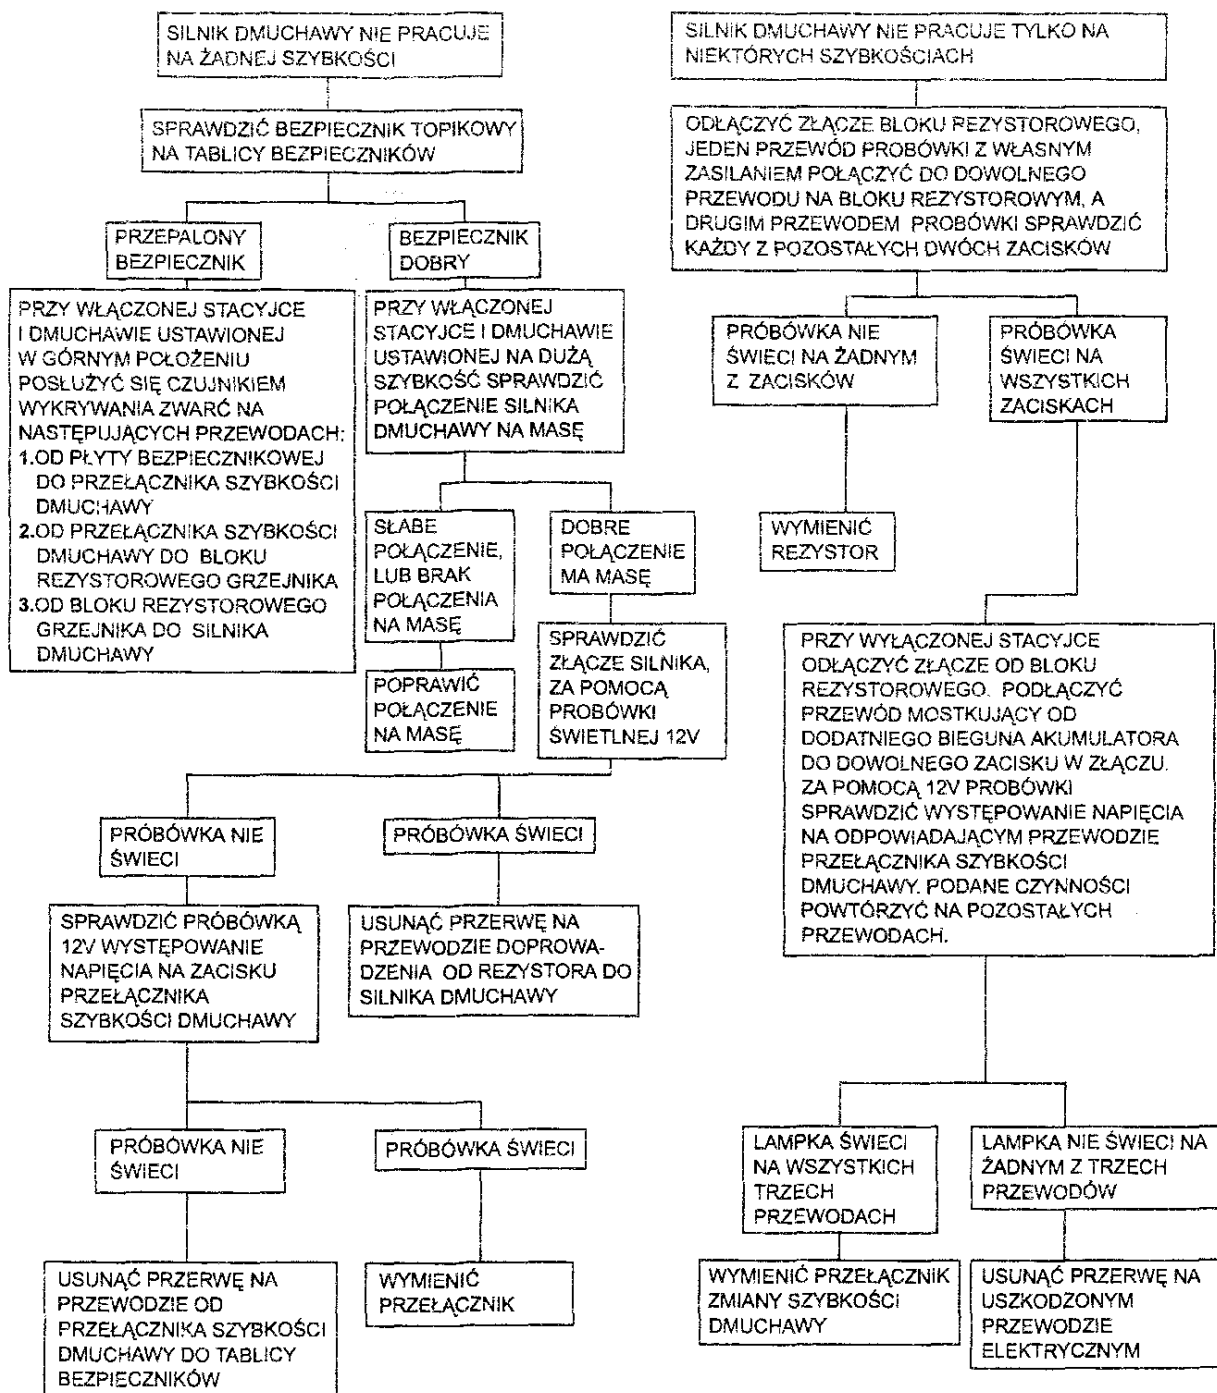 SILNIK DMUCHAWY NIE PRACUJE
NA ŻADNEJ SZYBKOŚCI
SPRAWDZIĆ BEZPIECZNIK TOPIKOWY
NA TABLICY BEZPIECZNIKÓW
PRZEPALONY
BEZPIECZNIK
BEZPIECZNIK
DOBRY
PRZY WŁĄCZONEJ STACYJCE
I DMUCHAWIE USTAWIONEJ
W GÓRNYM POŁOŻENIU
POSŁUŻYĆ SIĘ CZUJNIKIEM
WYKRYWANIA ZWARĆ NA
NASTĘPUJĄCYCH PRZEWODACH:
1.OD PŁYTY BEZPIECZNIKOWEJ
DO PRZEŁĄCZNIKA SZYBKOŚCI
DMUCHAWY
2.OD PRZEŁĄCZNIKA SZYBKOŚCI
DMUCHAWY DO BLOKU
REZYSTOROWEGO GRZEJNIKA
3.OD BLOKU REZYSTOROWEGO
GRZEJNIKA DO SILNIKA
DMUCHAWY
PRZY WŁĄCZONEJ
STACYJCE I DMUCHAWIE
USTAWIONEJ NA DUŻĄ
SZYBKOŚĆ SPRAWDZIĆ
POŁĄCZENIE SILNIKA
DMUCHAWY NA MASĘ
SŁABE
POŁĄCZENIE,
LUB BRAK
POŁĄCZENIA
NA MASĘ
DOBRE
POŁĄCZENIE
MA MASĘ
POPRAWIĆ
POŁĄCZENIE
NA MASĘ
SPRAWDZIĆ
ZŁĄCZE SILNIKA,
ZA POMOCĄ
PROBÓWKI
ŚWIETLNEJ 12V
PRÓBÓWKA NIE
ŚWIECI
PRÓBÓWKA ŚWIECI
SPRAWDZIĆ PRÓBÓWKĄ
12V WYSTĘPOWANIE
NAPIĘCIA NA ZACISKU
PRZEŁĄCZNIKA
SZYBKOŚCI DMUCHAWY
USUNĄĆ PRZERWĘ NA
PRZEWODZIE DOPROWA-
DZENIA OD REZYSTORA DO
SILNIKA DMUCHAWY
PRÓBÓWKA NIE
ŚWIECI
PRÓBÓWKA ŚWIECI
USUNĄĆ PRZERWĘ NA
PRZEWODZIE OD
PRZEŁĄCZNIKA SZYBKOŚCI
DMUCHAWY DO TABLICY
BEZPIECZNIKÓW
WYMIENIĆ
PRZEŁĄCZNIK
SILNIK DMUCHAWY NIE PRACUJE TYLKO NA
NIEKTÓRYCH SZYBKOŚCIACH
ODŁĄCZYĆ ZŁĄCZE BLOKU REZYSTOROWEGO,
JEDEN PRZEWÓD PROBÓWKI Z WŁASNYM
ZASILANIEM POŁĄCZYĆ DO DOWOLNEGO
PRZEWODU NA BLOKU REZYSTOROWYM, A
DRUGIM PRZEWODEM PROBÓWKI SPRAWDZIĆ
KAŻDY Z POZOSTAŁYCH DWÓCH ZACISKÓW
PRÓBÓWKA NIE
ŚWIECI NA ŻADNYM
Z ZACISKÓW
PRÓBÓWKA
ŚWIECI NA
WSZYSTKICH
ZACISKACH
WYMIENIĆ
REZYSTOR
PRZY WYŁĄCZONEJ STACYJCE
ODŁĄCZYĆ ZŁĄCZE OD BLOKU
REZYSTOROWEGO. PODŁĄCZYĆ
PRZEWÓD MOSTKUJĄCY OD
DODATNIEGO BIEGUNA AKUMULATORA
DO DOWOLNEGO ZACISKU W ZŁĄCZU.
ZA POMOCĄ 12V PROBÓWKI
SPRAWDZIĆ WYSTĘPOWANIE NAPIĘCIA
NA ODPOWIADAJĄCYM PRZEWODZIE
PRZEŁĄCZNIKA SZYBKOŚCI
DMUCHAWY. PODANE CZYNNOŚCI
POWTÓRZYĆ NA POZOSTAŁYCH
PRZEWODACH.
LAMPKA ŚWIECI
NA WSZYSTKICH
TRZECH
PRZEWODACH
LAMPKA NIE ŚWIECI NA
ŻADNYM Z TRZECH
PRZEWODÓW
WYMIENIĆ PRZEŁĄCZNIK
ZMIANY SZYBKOŚCI
DMUCHAWY
USUNĄĆ PRZERWĘ NA
USZKODZONYM
PRZEWODZIE
ELEKTRYCZNYM